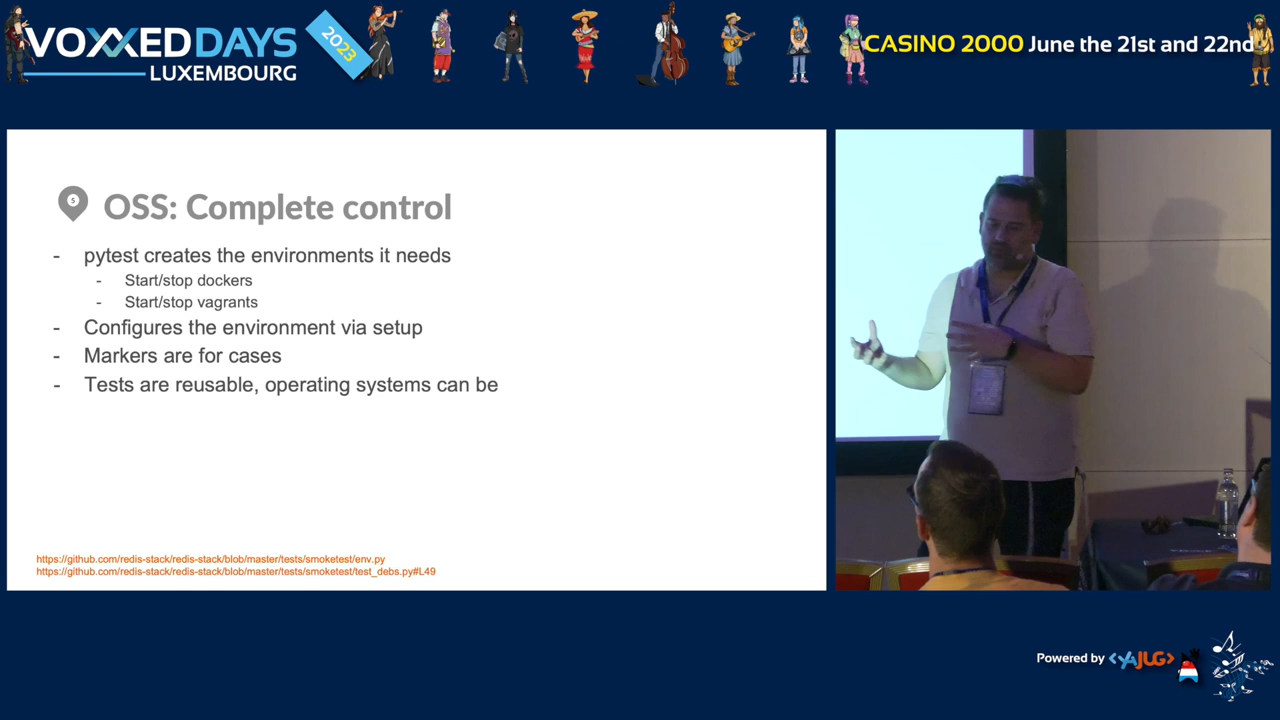 VOXXEDDAYS
LUXEMBOURG
2023
CASINO 2000 June the 21st and 22nd
5
OSS: Complete control
- pytest creates the environments it needs
- Start/stop dockers
- Start/stop vagrants
- Configures the environment via setup
- Markers are for cases
- Tests are reusable, operating systems can be
https://github.com/redis-stack/redis-stack/blob/master/tests/smoketest/env.py
https://github.com/redis-stack/redis-stack/blob/master/tests/smoketest/test_debs.py#L49
Powered by <YAJUG>